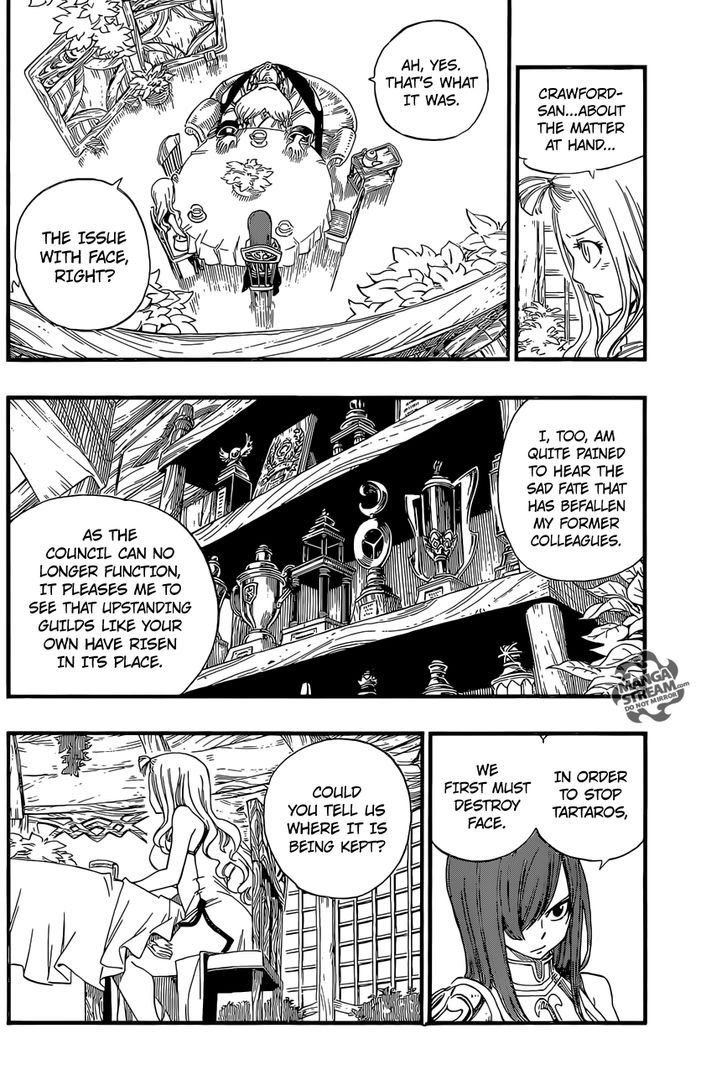 CRAWFORD-
SAN...ABOUT
THE MATTER
AT HAND...
AH, YES.
THAT'S WHAT
IT WAS.
THE ISSUE
WITH FACE,
RIGHT?
I, TOO, AM
QUITE PAINED
TO HEAR THE
SAD FATE THAT
HAS BEFALLEN
MY FORMER
COLLEAGUES.
AS THE
COUNCIL CAN NO
LONGER FUNCTION,
IT PLEASES ME TO
SEE THAT UPSTANDING
GUILDS LIKE YOUR
OWN HAVE RISEN
IN ITS PLACE.
MANGA
STREAM.com
DO NOT MIRROR
IN ORDER
TO STOP
TARTAROS,
WE
FIRST MUST
DESTROY
FACE.
COULD
YOU TELL US
WHERE IT IS
BEING KEPT?